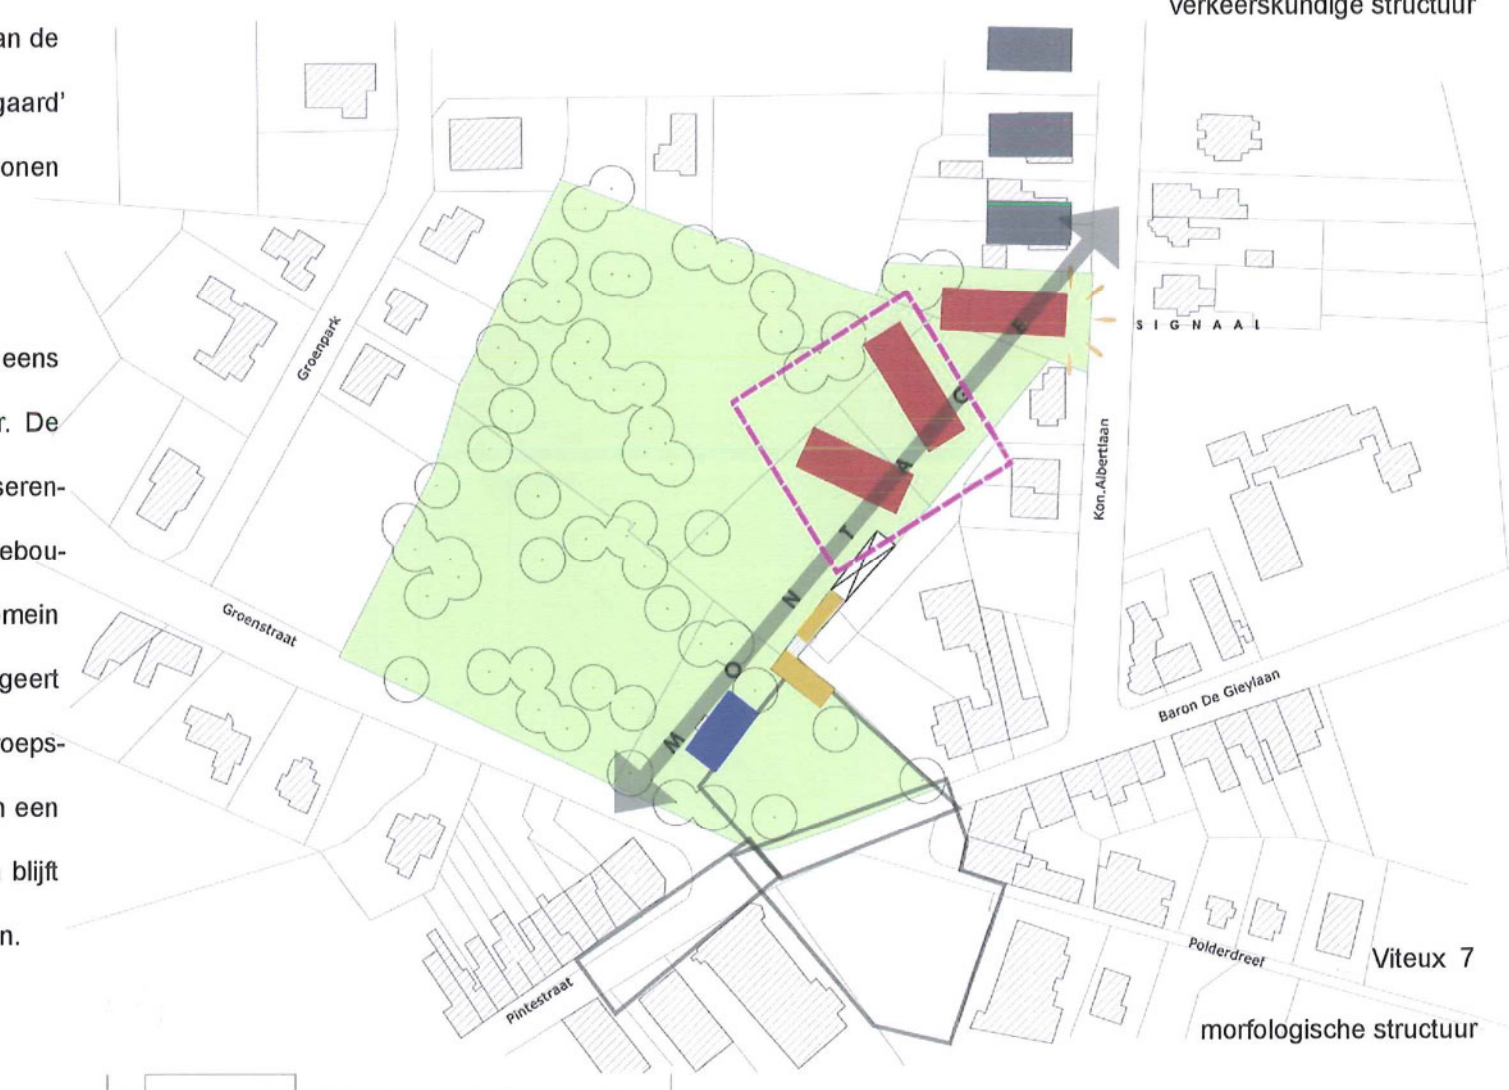 verkeerskundige structuur
an de
gaard’
onen
eens
r. De
seren-
ebou-
mein
geert
oeps-
n een
blijft
n.
SIGNAAL
Groenpark
Kon.Albertlaan
MONTAGE
Groenstraat
Baron De Gieylaan
Polderdreef
Pintestraat
Viteux 7
morfologische structuur